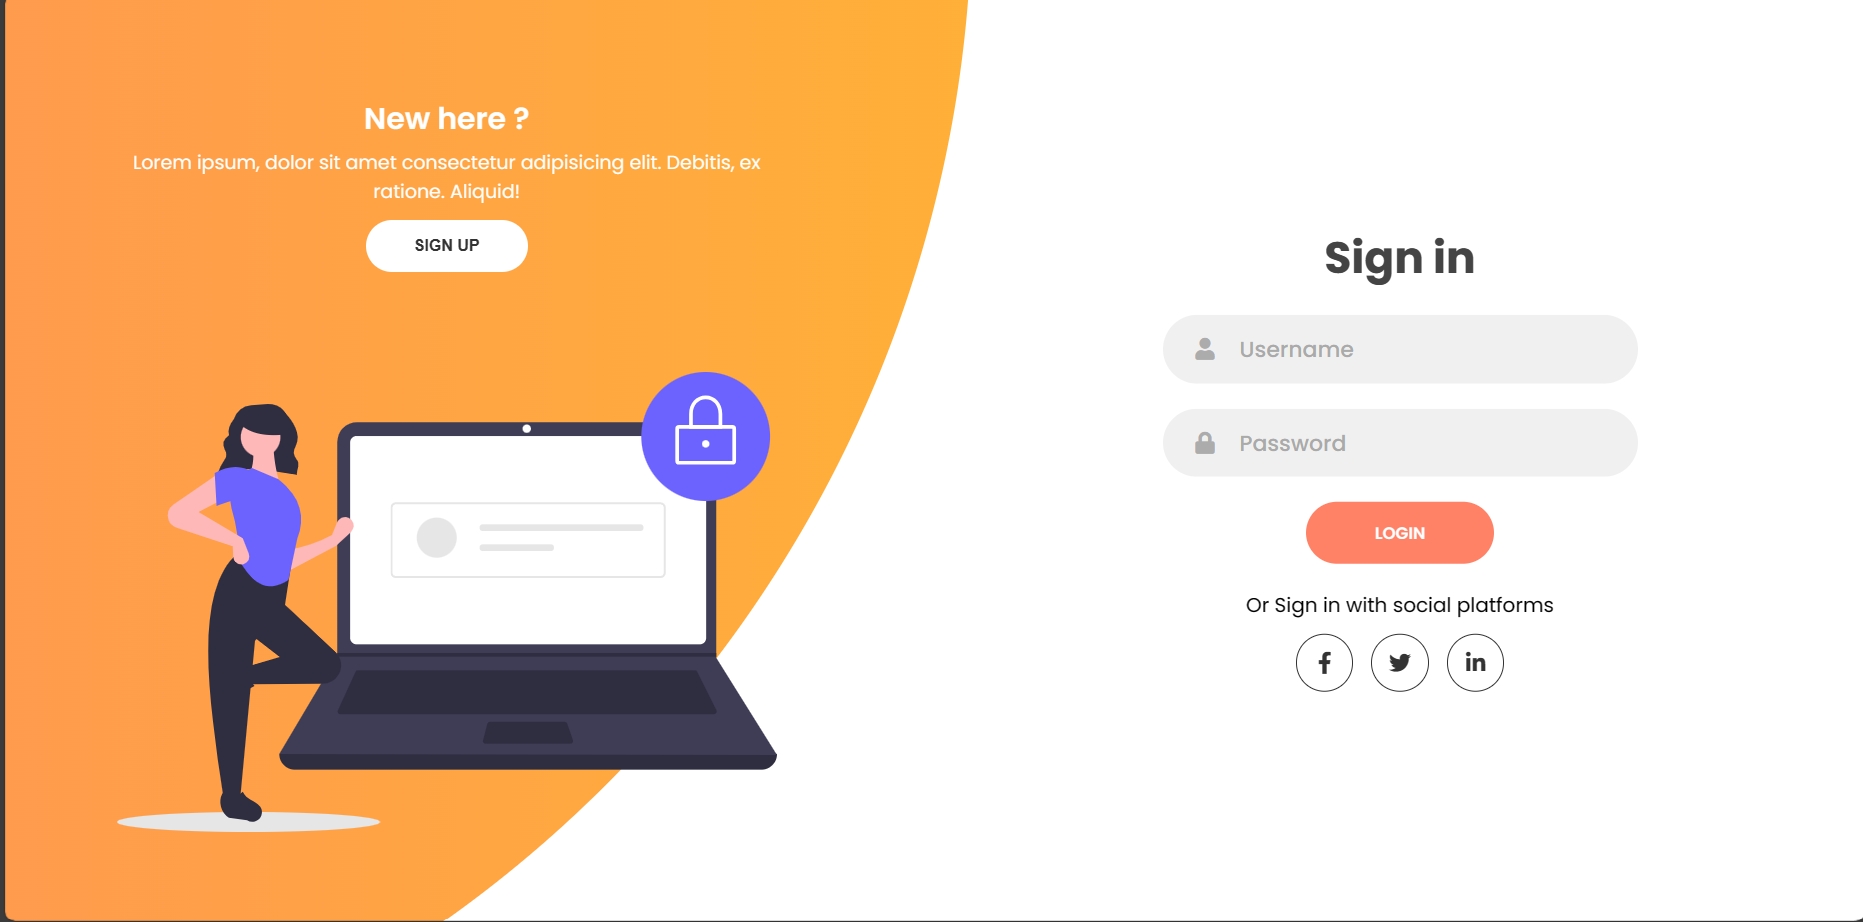 New here ?
Lorem ipsum, dolor sit amet consectetur adipisicing elit. Debitis, ex
ratione. Aliquid!
SIGN UP
Sign in
Username
Password
LOGIN
Or Sign in with social platforms